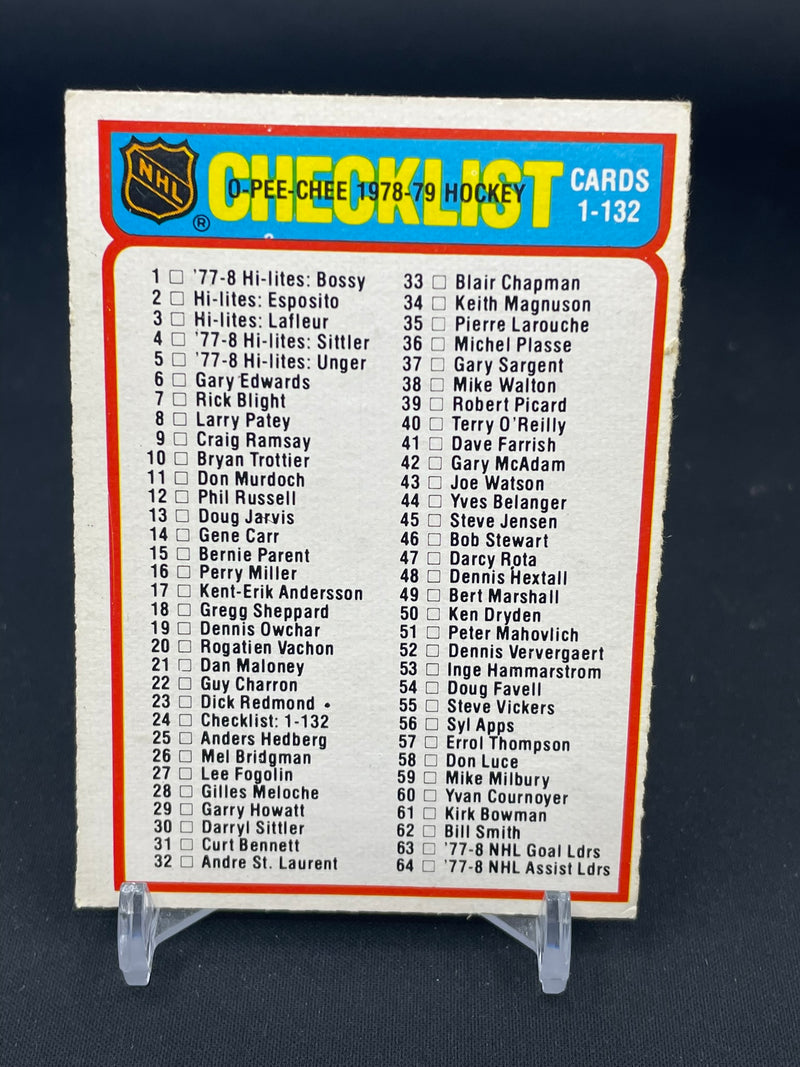 NHL
®
CHECKLIST
O-PEE-CHEE 1978-79 HOCKEY
CARDS
1-132
1 □ '77-8 Hi-lites: Bossy
2 □ Hi-lites: Esposito
3 □ Hi-lites: Lafleur
4 □ '77-8 Hi-lites: Sittler
5 □ '77-8 Hi-lites: Unger
6 □ Gary Edwards
7 □ Rick Blight
8 □ Larry Patey
9 □ Craig Ramsay
10 □ Bryan Trottier
11 □ Don Murdoch
12 □ Phil Russell
13 □ Doug Jarvis
14 □ Gene Carr
15 □ Bernie Parent
16 □ Perry Miller
17 □ Kent-Erik Andersson
18 □ Gregg Sheppard
19 □ Dennis Owchar
20 □ Rogatien Vachon
21 □ Dan Maloney
22 □ Guy Charron
23 □ Dick Redmond
24 □ Checklist: 1-132
25 □ Anders Hedberg
26 □ Mel Bridgman
27 □ Lee Fogolin
28 □ Gilles Meloche
29 □ Garry Howatt
30 □ Darryl Sittler
31 □ Curt Bennett
32 □ Andre St. Laurent
33 □ Blair Chapman
34 □ Keith Magnuson
35 □ Pierre Larouche
36 □ Michel Plasse
37 □ Gary Sargent
38 □ Mike Walton
39 □ Robert Picard
40 □ Terry O'Reilly
41 □ Dave Farrish
42 □ Gary McAdam
43 □ Joe Watson
44 □ Yves Belanger
45 □ Steve Jensen
46 □ Bob Stewart
47 □ Darcy Rota
48 □ Dennis Hextall
49 □ Bert Marshall
50 □ Ken Dryden
51 □ Peter Mahovlich
52 □ Dennis Ververgaert
53 □ Inge Hammarstrom
54 □ Doug Favell
55 □ Steve Vickers
56 □ Syl Apps
57 □ Errol Thompson
58 □ Don Luce
59 □ Mike Milbury
60 □ Yvan Cournoyer
61 □ Kirk Bowman
62 □ Bill Smith
63 □ '77-8 NHL Goal Ldrs
64 □ '77-8 NHL Assist Ldrs